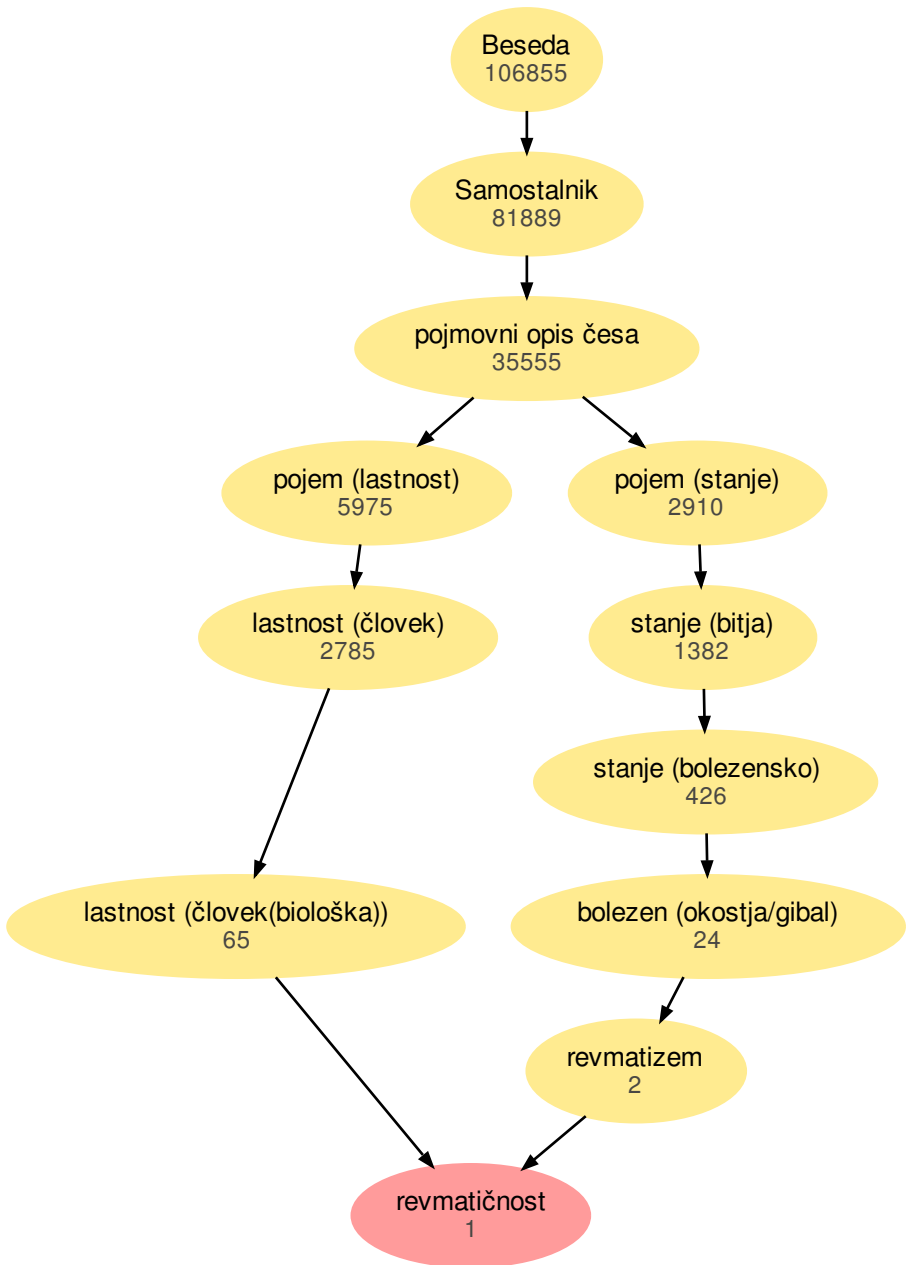 Beseda
106855
Samostalnik
81889
pojmovni opis česa
35555
pojem (lastnost)
5975
pojem (stanje)
2910
lastnost (človek)
2785
stanje (bitja)
1382
stanje (bolezensko)
426
lastnost (človek(biološka))
65
bolezen (okostja/gibal)
24
revmatizem
2
revmatičnost
1